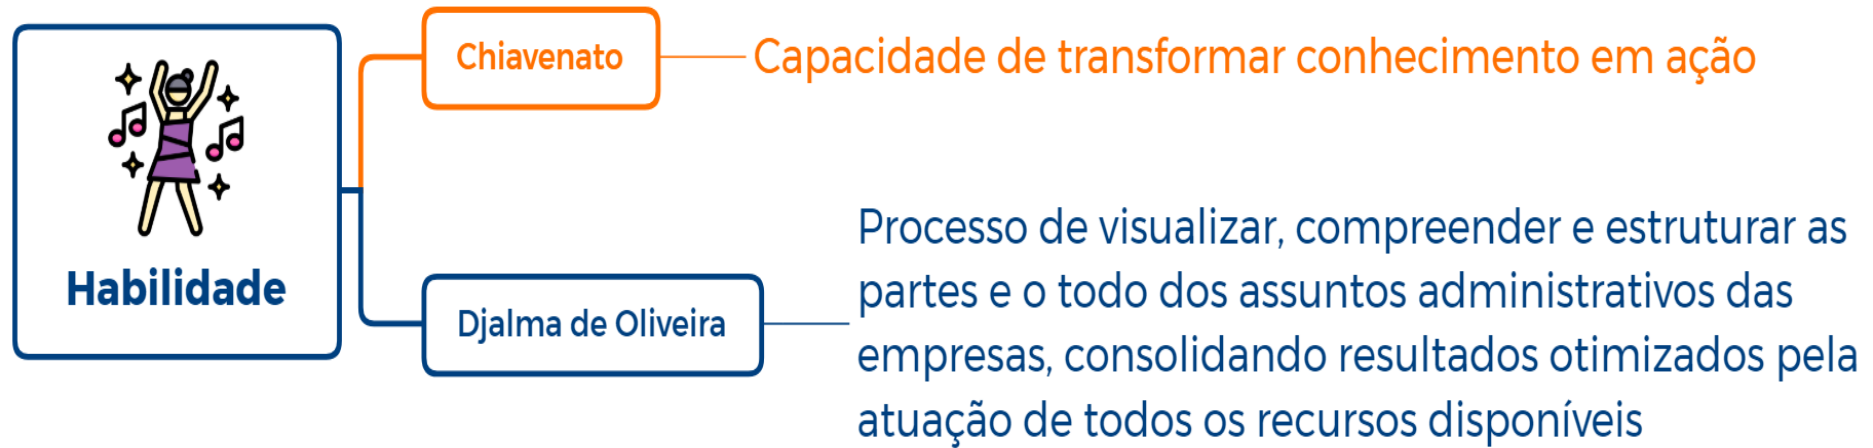 Habilidade
Chiavenato
Capacidade de transformar conhecimento em ação
Djalma de Oliveira
Processo de visualizar, compreender e estruturar as
partes e o todo dos assuntos administrativos das
empresas, consolidando resultados otimizados pela
atuação de todos os recursos disponíveis